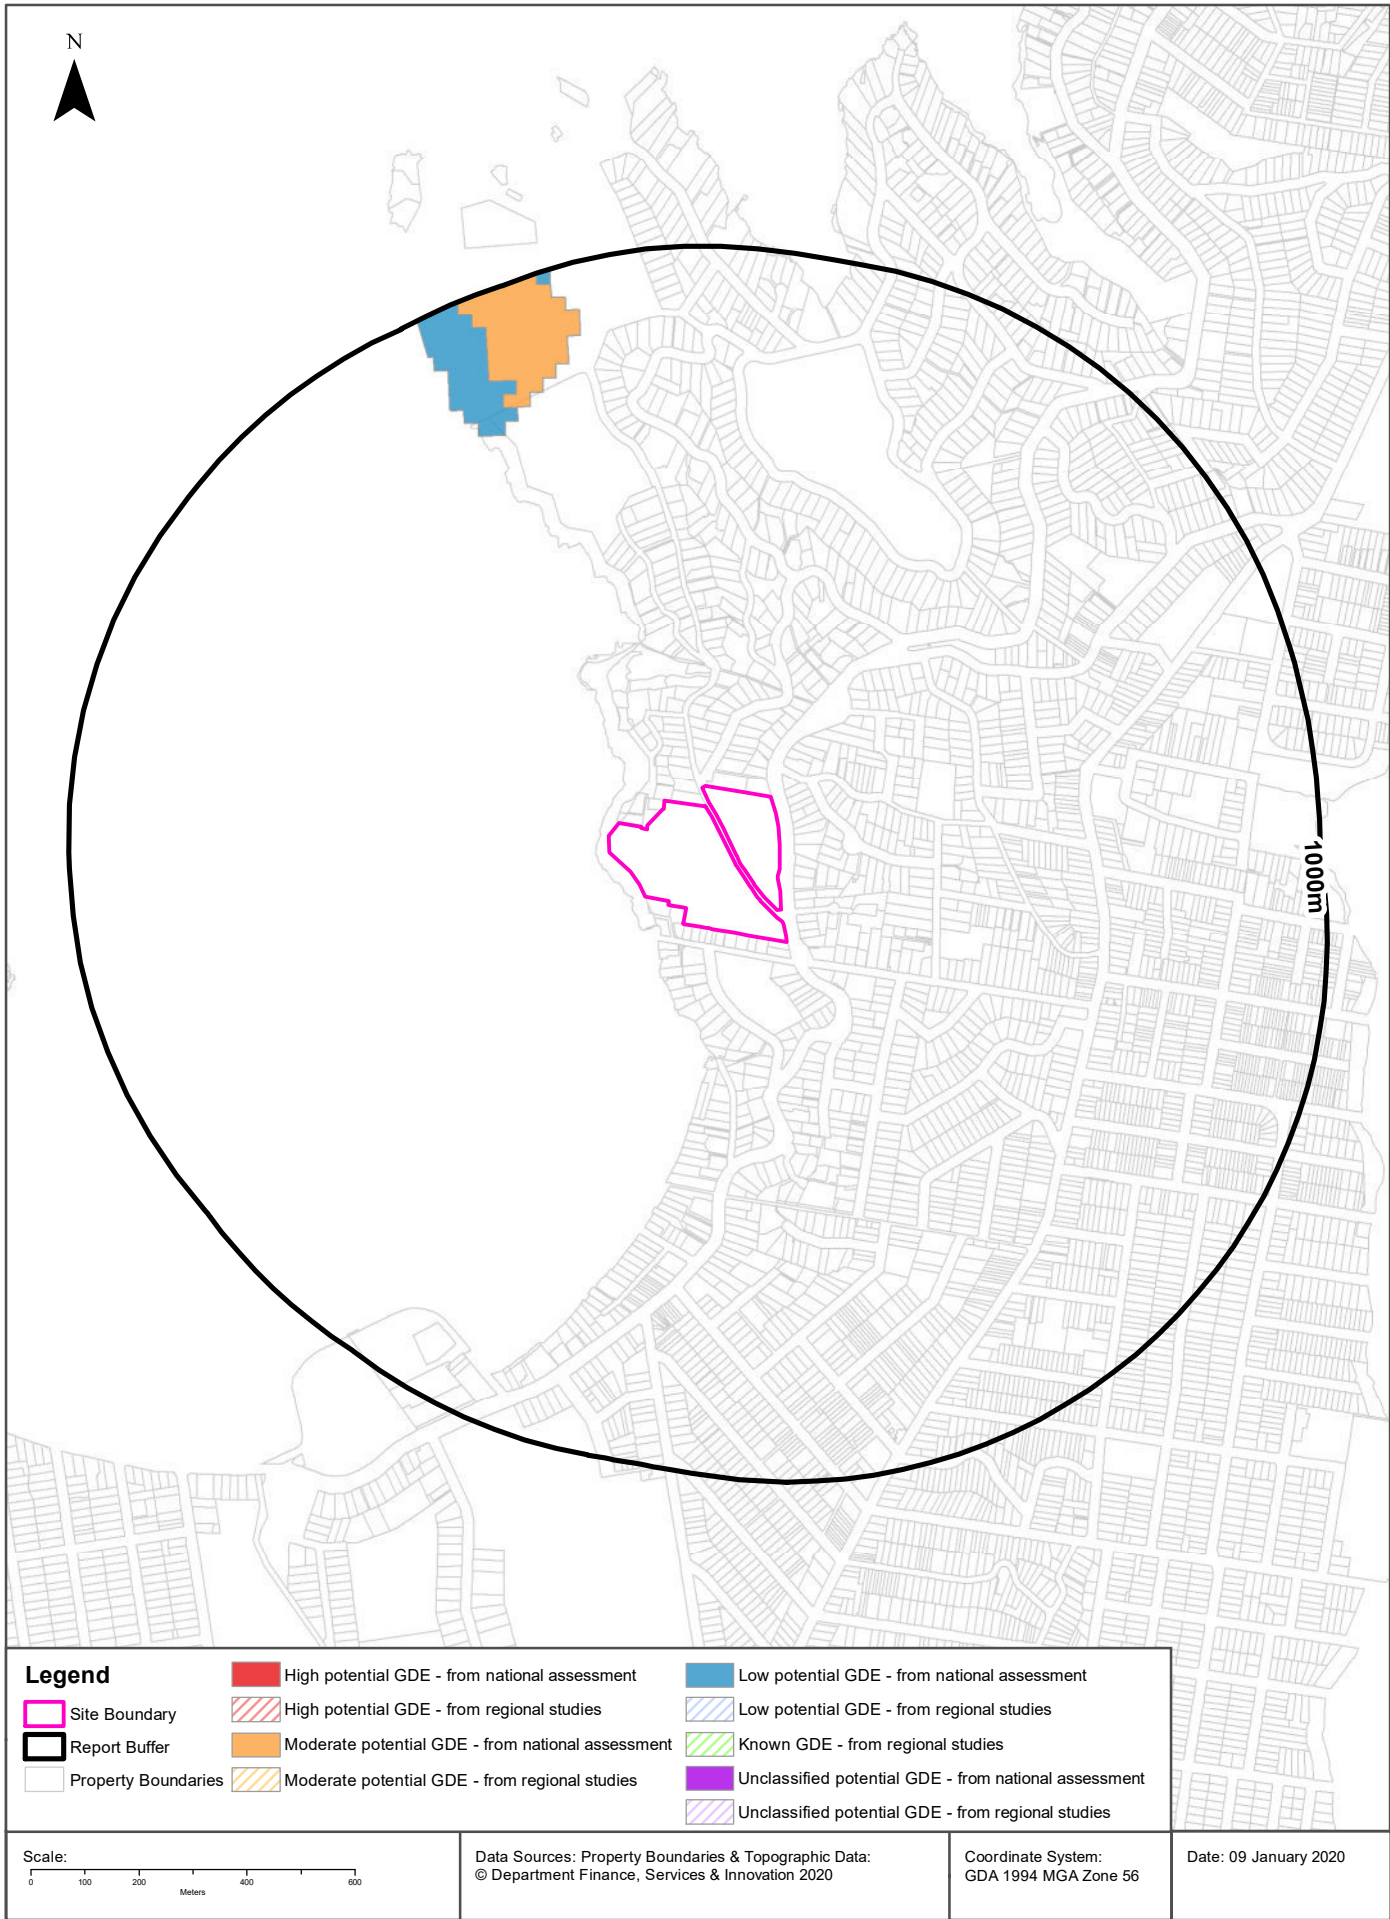 N
1000m
Legend
Site Boundary
Report Buffer
Property Boundaries
High potential GDE - from national assessment
High potential GDE - from regional studies
Moderate potential GDE - from national assessment
Moderate potential GDE - from regional studies
Low potential GDE - from national assessment
Low potential GDE - from regional studies
Known GDE - from regional studies
Unclassified potential GDE - from national assessment
Unclassified potential GDE - from regional studies
Scale:
0 100 200 400 600
Meters
Data Sources: Property Boundaries & Topographic Data:
© Department Finance, Services & Innovation 2020
Coordinate System:
GDA 1994 MGA Zone 56
Date: 09 January 2020